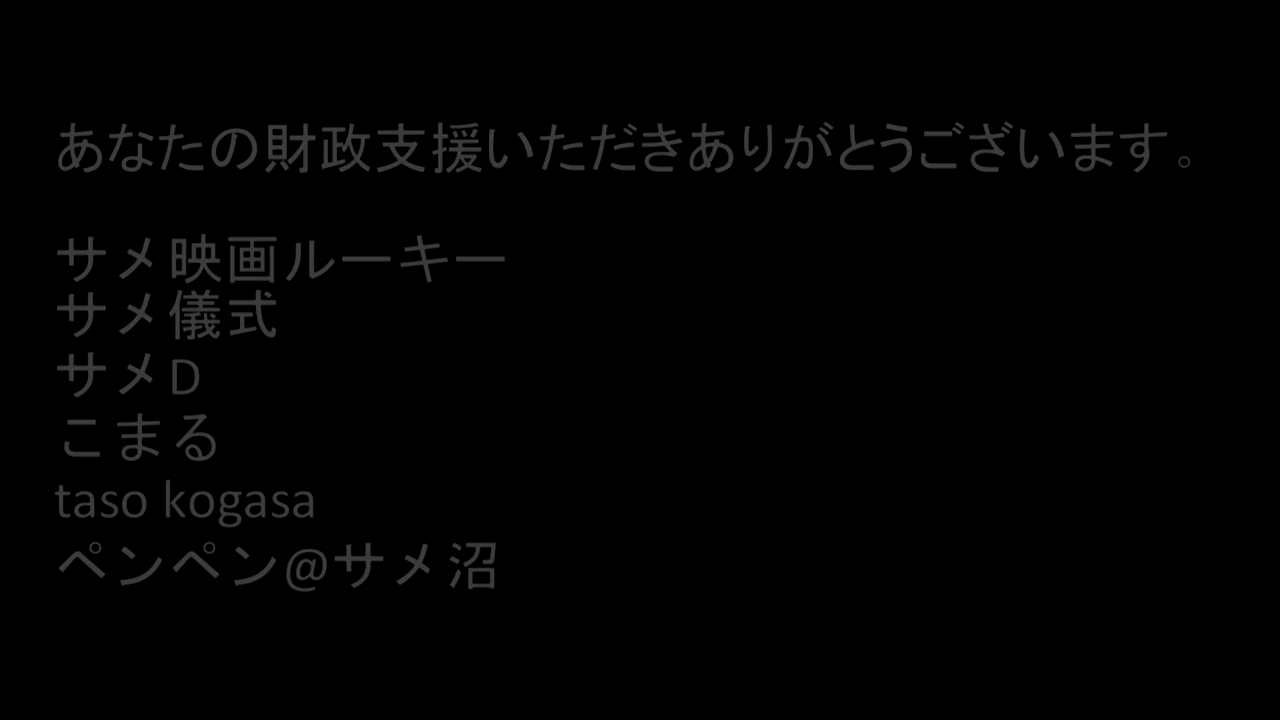 あなたの財政支援いただきありがとうございます。
サメ映画ルーキー
サメ儀式
サメD
こまる
taso kogasa
ペンペン@サメ沼